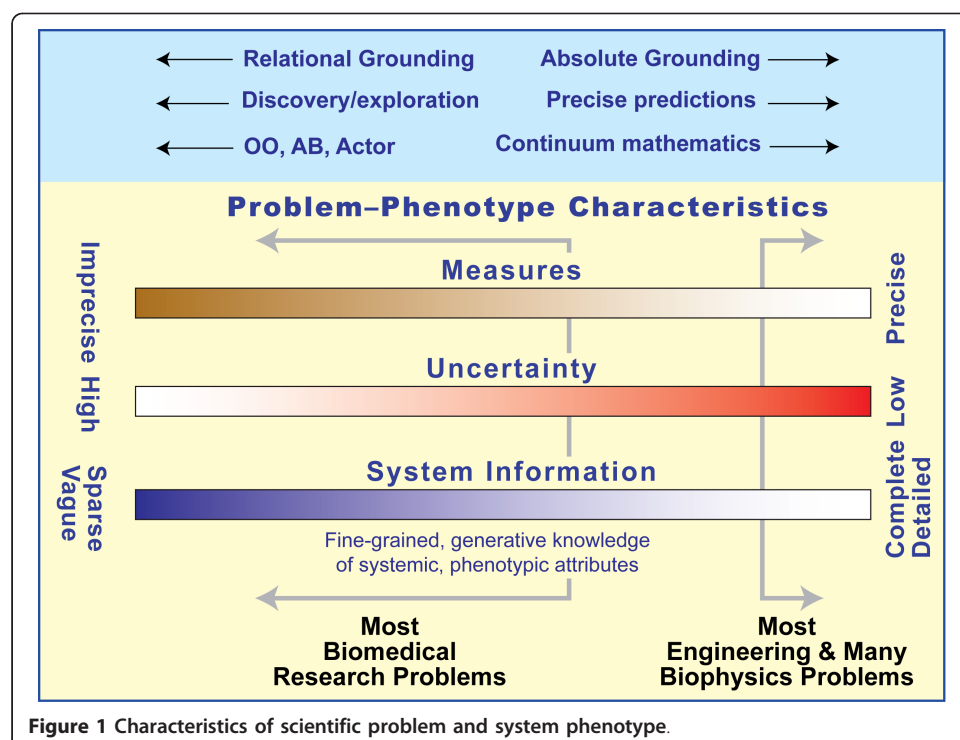 Relational Grounding
Absolute Grounding
Discovery/exploration
Precise predictions
OO, AB, Actor
Continuum mathematics
Problem–Phenotype Characteristics
Measures
Imprecise
Precise
Uncertainty
High
Low
System Information
Sparse
Vague
Complete
Detailed
Fine-grained, generative knowledge
of systemic, phenotypic attributes
Most
Biomedical
Research Problems
Most
Engineering & Many
Biophysics Problems
Figure 1 Characteristics of scientific problem and system phenotype.